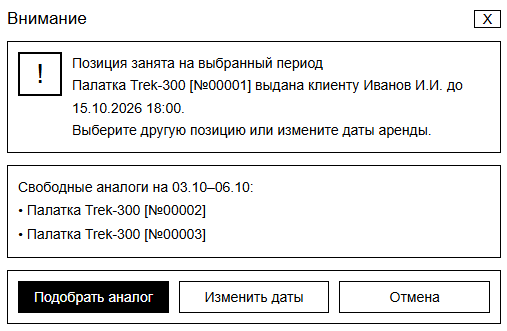 Внимание
X
!
Позиция занята на выбранный период
Палатка Trek-300 [№00001] выдана клиенту Иванов И.И. до
15.10.2026 18:00.
Выберите другую позицию или измените даты аренды.
Свободные аналоги на 03.10–06.10:
• Палатка Trek-300 [№00002]
• Палатка Trek-300 [№00003]
Подобрать аналог
Изменить даты
Отмена